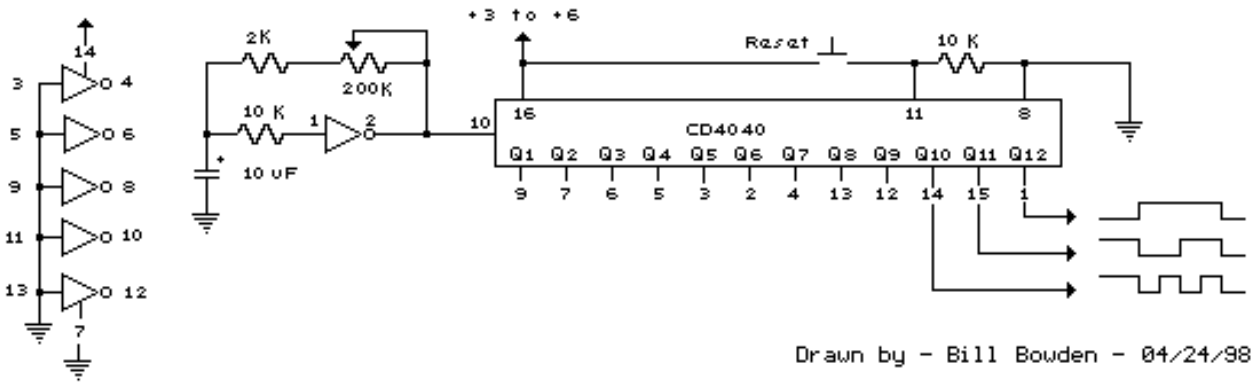 +3 to +6
14
2K
Reset
10 K
3
4
200K
10 K
1
2
10
16
11
8
5
6
CD4040
Q1 Q2 Q3 Q4 Q5 Q6 Q7 Q8 Q9 Q10 Q11 Q12
10 uF
9
8
9 7 6 5 3 2 4 13 12 14 15 1
11
10
13
12
7
Drawn by - Bill Bowden - 04/24/98